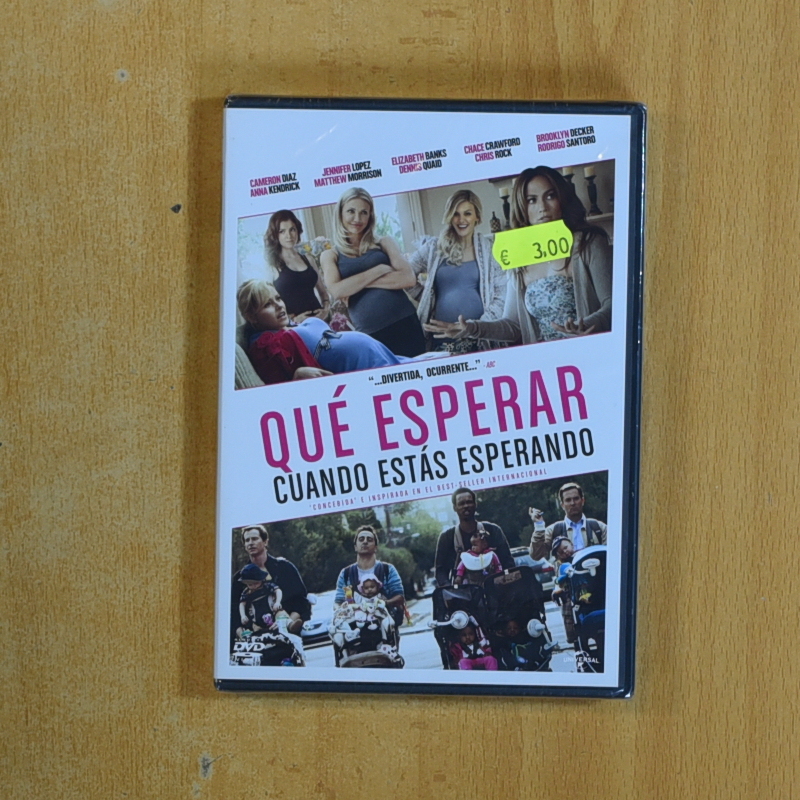 CAMERON DIAZ
ANNA KENDRICK
JENNIFER LOPEZ
MATTHEW MORRISON
ELIZABETH BANKS
DENNIS QUAID
CHACE CRAWFORD
CHRIS ROCK
BROOKLYN DECKER
RODRIGO SANTORO
€ 3,00
"...DIVERTIDA, OCURRENTE..." - ABC
QUÉ ESPERAR
CUANDO ESTÁS ESPERANDO
"CONCEBIDA" E INSPIRADA EN EL BEST-SELLER INTERNACIONAL
DVD
UNIVERSAL